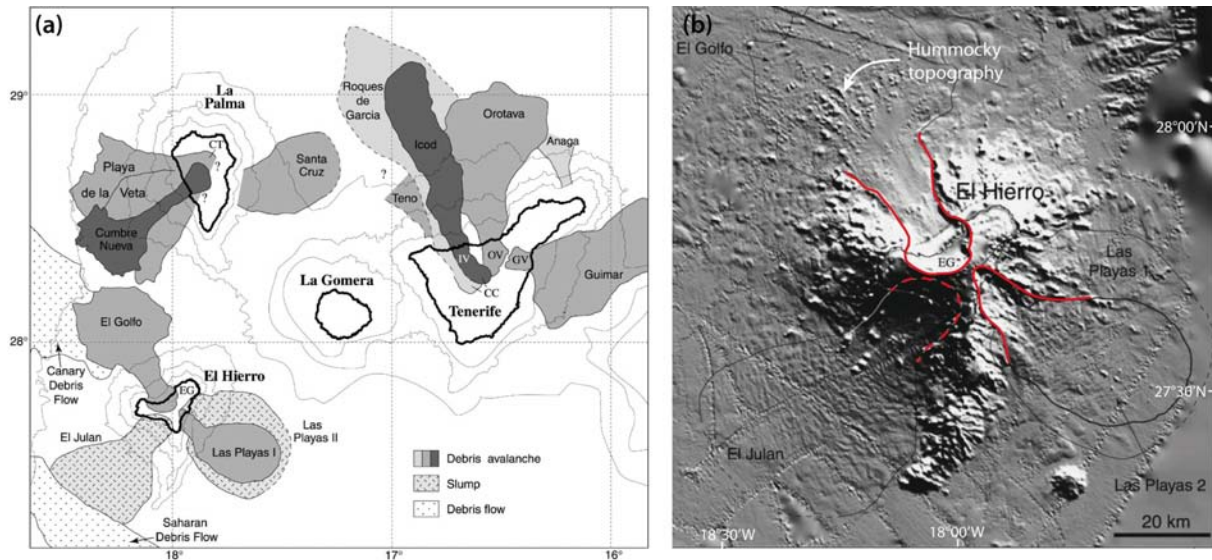 (a)
29°
28°
18°
17°
16°
La
Palma
CT
?
?
Playa
de la
Veta
Cumbre
Nueva
Santa
Cruz
Roques
de
Garcia
Icod
Orotava
Anaga
?
Teno
IV
OV
GV
CC
Guimar
La Gomera
Tenerife
El Golfo
Canary
Debris
Flow
El Hierro
EG
El Julan
Las
Playas II
Las Playas I
Debris avalanche
Slump
Debris flow
Saharan
Debris Flow
(b)
El Golfo
Hummocky
topography
28°00'N
El Hierro
EG
Las
Playas 1
27°30'N
El Julan
Las Playas 2
18°30'W
18°00'W
20 km